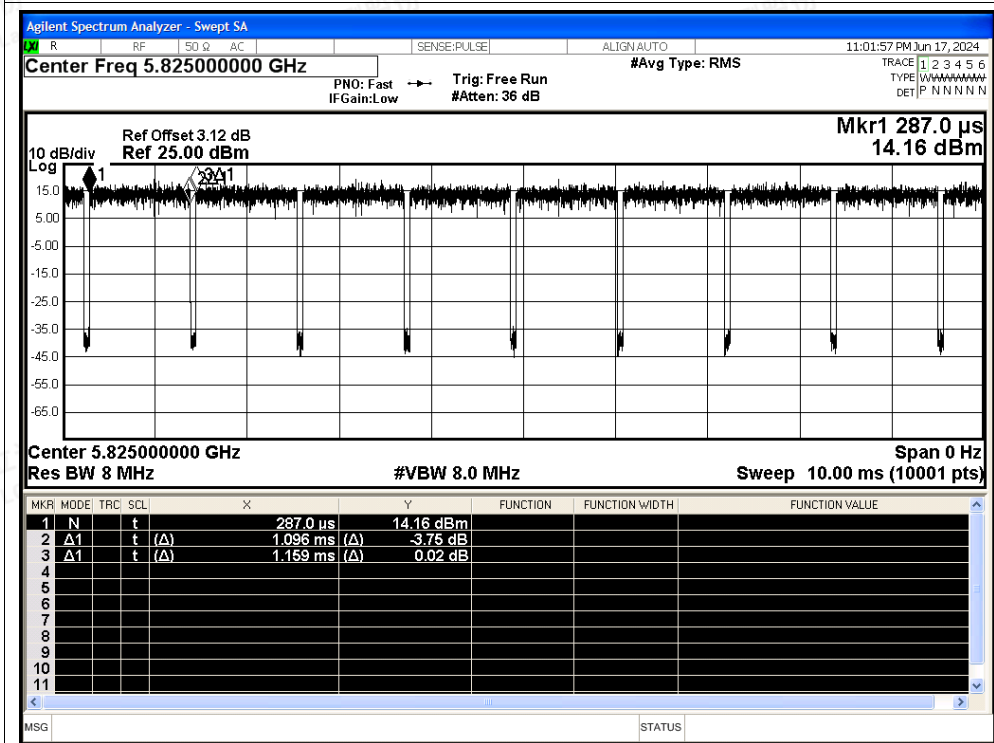 Agilent Spectrum Analyzer - Swept SA
LXI R RF 50 Ω AC SENSE:PULSE ALIGN AUTO 11:01:57 PM Jun 17, 2024
Center Freq 5.825000000 GHz #Avg Type: RMS TRACE 1 2 3 4 5 6
PNO: Fast Trig: Free Run TYPE WWWWWW
IFGain:Low #Atten: 36 dB DET P N N N N N
Mkr1 287.0 µs
Ref Offset 3.12 dB
10 dB/div Ref 25.00 dBm 14.16 dBm
Log
1 2Δ1 3Δ1
15.0
5.00
-5.00
-15.0
-25.0
-35.0
-45.0
-55.0
-65.0
Center 5.825000000 GHz Span 0 Hz
Res BW 8 MHz #VBW 8.0 MHz Sweep 10.00 ms (10001 pts)
MKR MODE TRC SCL X Y FUNCTION FUNCTION WIDTH FUNCTION VALUE
1 N t 287.0 µs 14.16 dBm
2 Δ1 t (Δ) 1.096 ms (Δ) -3.75 dB
3 Δ1 t (Δ) 1.159 ms (Δ) 0.02 dB
4
5
6
7
8
9
10
11
MSG STATUS